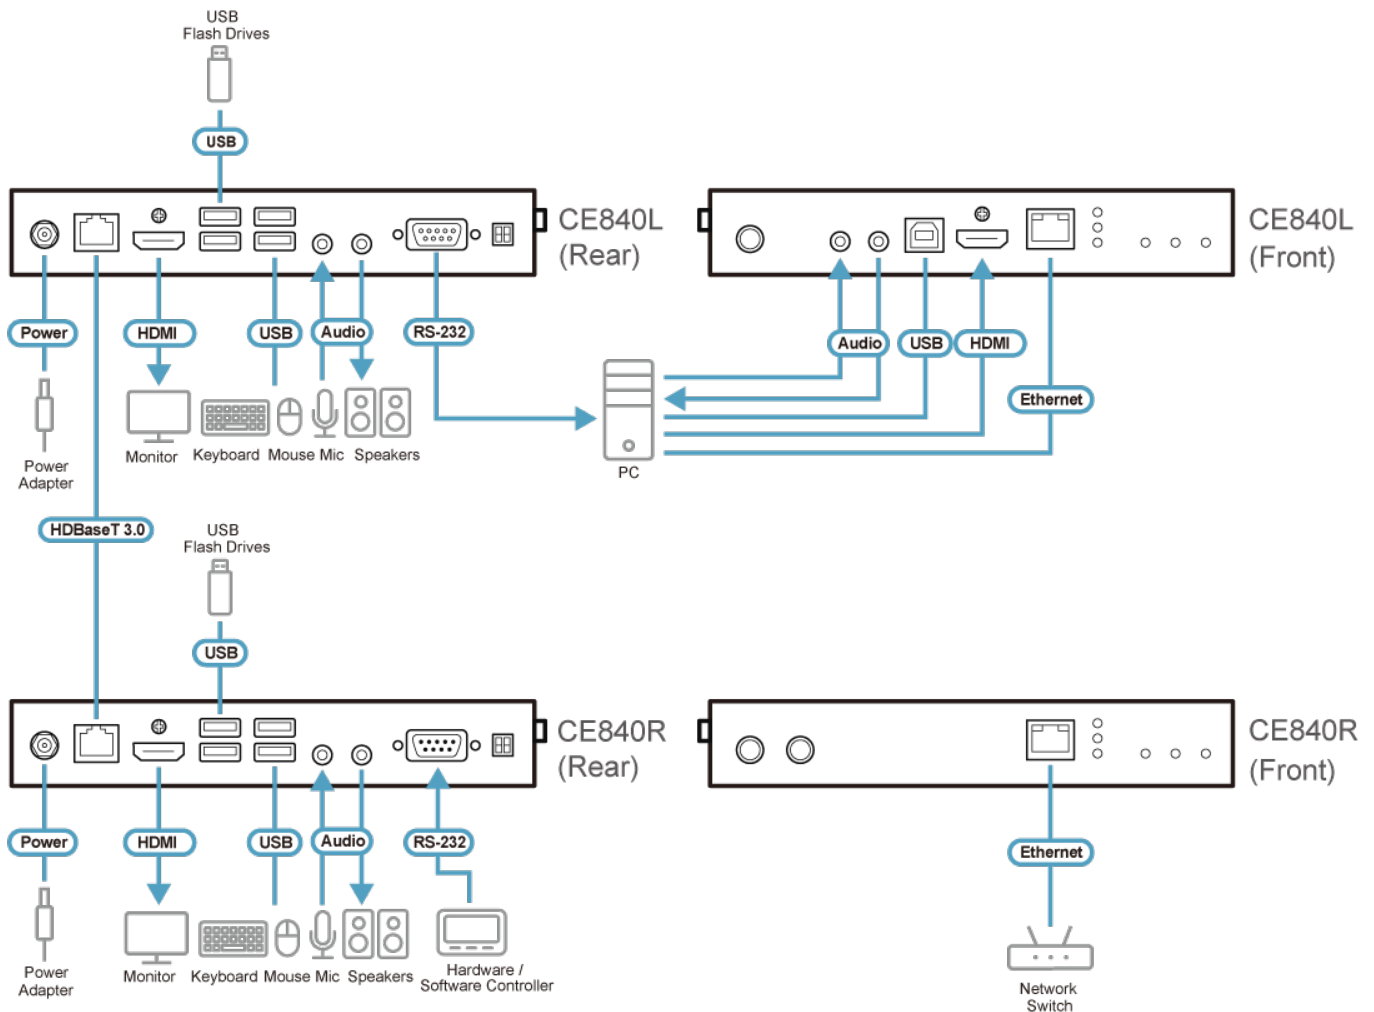 USB
Flash Drives
USB
CE840L
(Rear)
CE840L
(Front)
Power
HDMI
USB
Audio
RS-232
Audio
USB
HDMI
Ethernet
Power
Adapter
Monitor
Keyboard
Mouse
Mic
Speakers
PC
HDBaseT 3.0
USB
Flash Drives
USB
CE840R
(Rear)
CE840R
(Front)
Power
HDMI
USB
Audio
RS-232
Ethernet
Power
Adapter
Monitor
Keyboard
Mouse
Mic
Speakers
Hardware /
Software Controller
Network
Switch